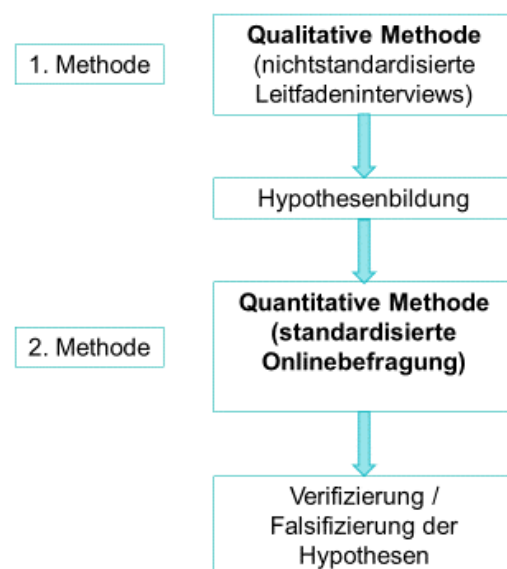 1. Methode
Qualitative Methode
(nichtstandardisierte
Leitfadeninterviews)
Hypothesenbildung
2. Methode
Quantitative Methode
(standardisierte
Onlinebefragung)
Verifizierung /
Falsifizierung der
Hypothesen